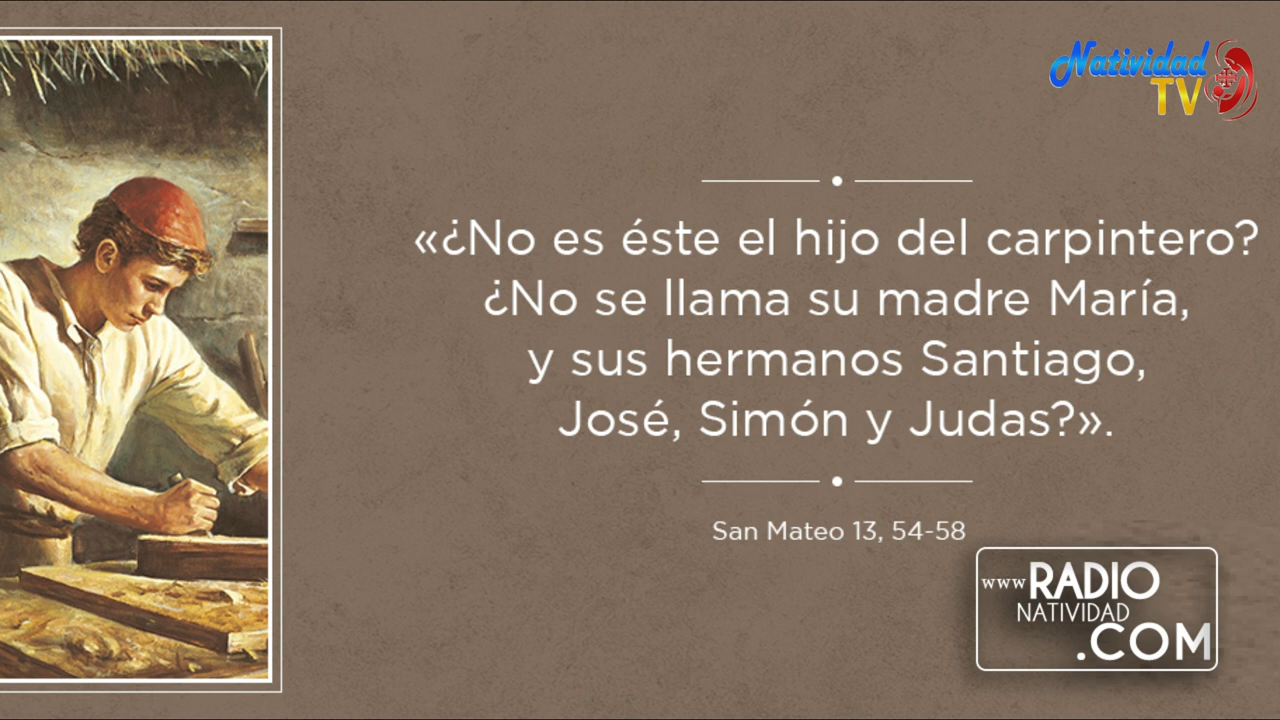 Natividad
TV
«¿No es éste el hijo del carpintero?
¿No se llama su madre María,
y sus hermanos Santiago,
José, Simón y Judas?».
San Mateo 13, 54-58
www RADIO
NATIVIDAD
.COM